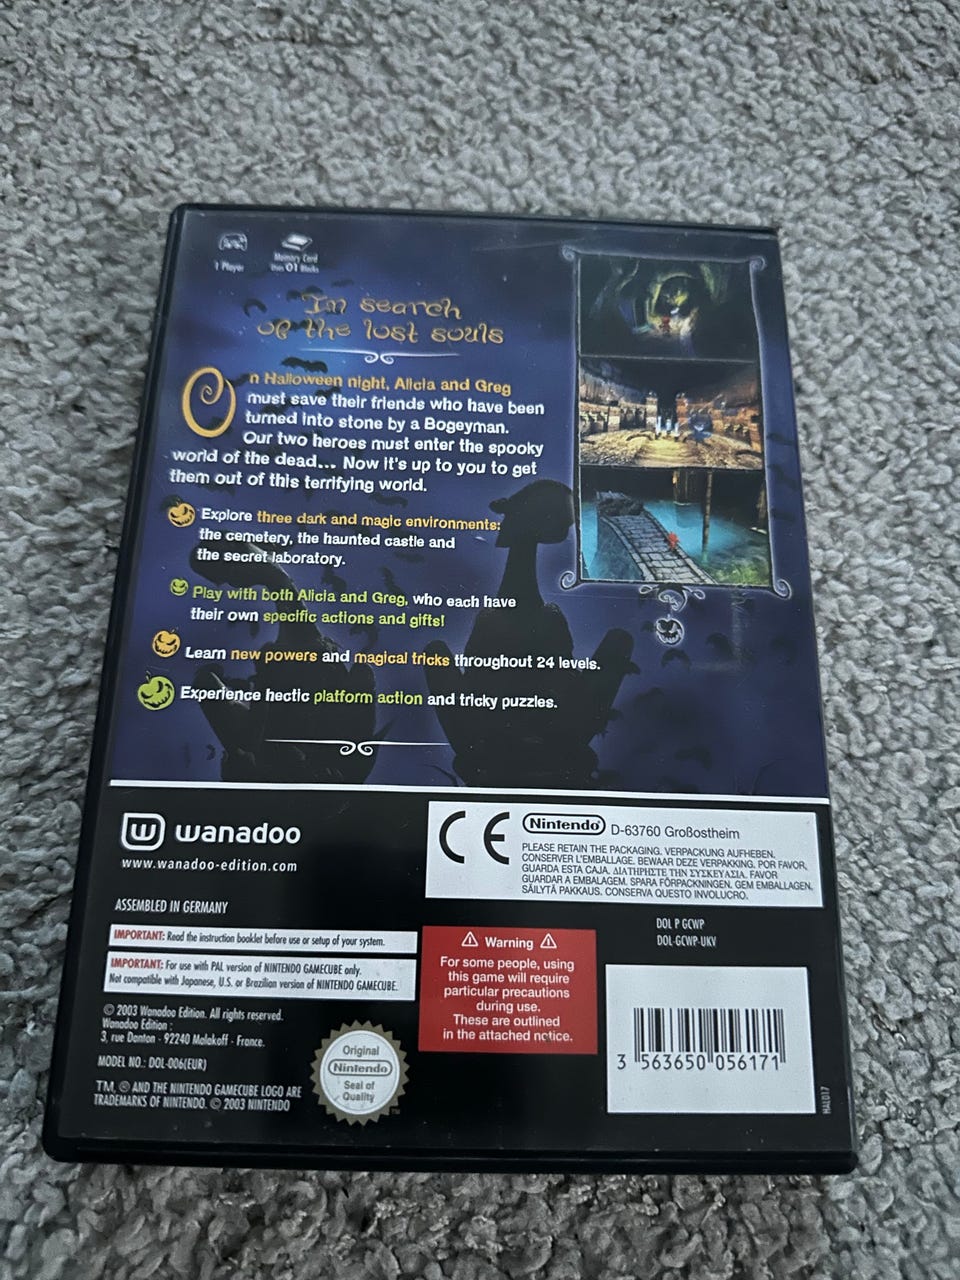 1 Player
Memory Card
Uses 01 Blocks
In search
of the lost souls
On Halloween night, Alicia and Greg
must save their friends who have been
turned into stone by a Bogeyman.
Our two heroes must enter the spooky
world of the dead... Now it's up to you to get
them out of this terrifying world.
Explore three dark and magic environments:
the cemetery, the haunted castle and
the secret laboratory.
Play with both Alicia and Greg, who each have
their own specific actions and gifts!
Learn new powers and magical tricks throughout 24 levels.
Experience hectic platform action and tricky puzzles.
wanadoo
www.wanadoo-edition.com
CE
Nintendo® D-63760 Großostheim
PLEASE RETAIN THE PACKAGING. VERPACKUNG AUFHEBEN.
CONSERVER L'EMBALLAGE. BEWAAR DEZE VERPAKKING. POR FAVOR,
GUARDA ESTA CAJA. ΔΙΑΤΗΡΗΣΤΕ ΤΗΝ ΣΥΣΚΕΥΑΣΙΑ. FAVOR
GUARDAR A EMBALAGEM. SPARA FÖRPACKNINGEN. GEM EMBALLAGEN.
SÄILYTÄ PAKKAUS. CONSERVA QUESTO INVOLUCRO.
ASSEMBLED IN GERMANY
IMPORTANT: Read the instruction booklet before use or setup of your system.
IMPORTANT: For use with PAL version of NINTENDO GAMECUBE only.
Not compatible with Japanese, U.S. or Brazilian version of NINTENDO GAMECUBE.
© 2003 Wanadoo Edition. All rights reserved.
Wanadoo Edition :
3, rue Danton - 92240 Malakoff - France.
MODEL NO.: DOL-006(EUR)
TM, ® AND THE NINTENDO GAMECUBE LOGO ARE
TRADEMARKS OF NINTENDO. © 2003 NINTENDO
Original
Nintendo
Seal of
Quality
TM
Warning
For some people, using
this game will require
particular precautions
during use.
These are outlined
in the attached notice.
DOL P GCWP
DOL-GCWP-UKV
3 563650 056171
HAL017